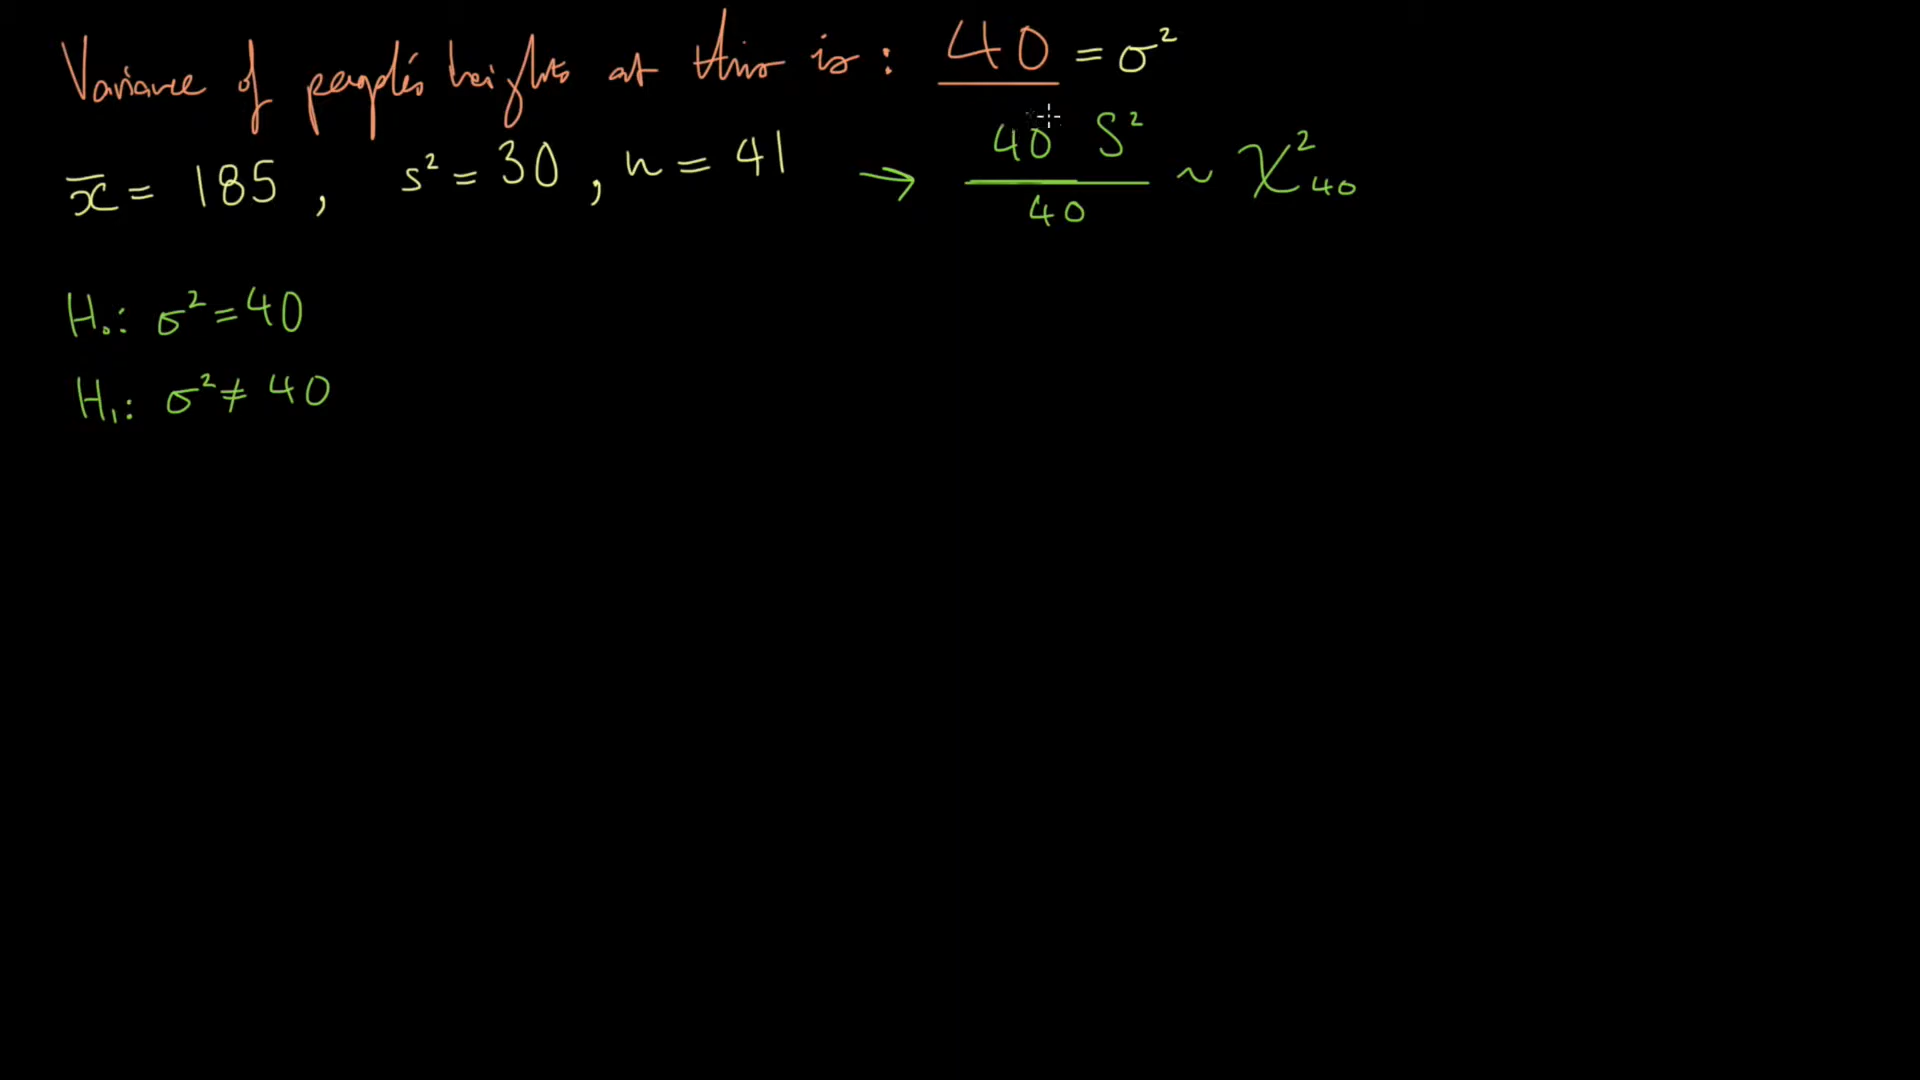 Variance of people's heights at this is: 40 = σ²
x̄ = 185, s² = 30, n = 41 → 40 S² / 40 ~ χ²₄₀
H₀: σ² = 40
H₁: σ² ≠ 40